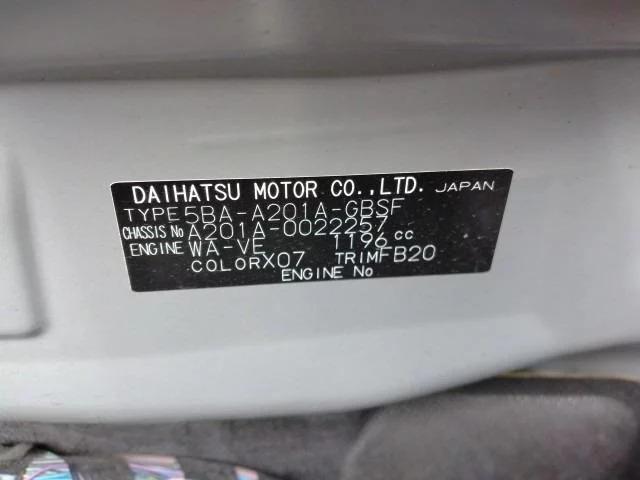 DAIHATSU MOTOR CO.,LTD. JAPAN
TYPE 5BA-A201A-GBSF
CHASSIS No A201A-0022257
ENGINE WA-VE 1196 cc
COLOR X07 TRIM FB20
ENGINE No